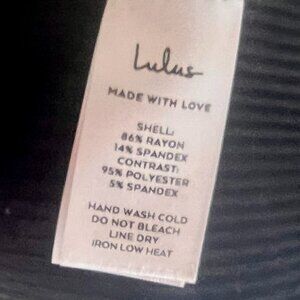 Lulus
MADE WITH LOVE
SHELL:
86% RAYON
14% SPANDEX
CONTRAST:
95% POLYESTER
5% SPANDEX
HAND WASH COLD
DO NOT BLEACH
LINE DRY
IRON LOW HEAT